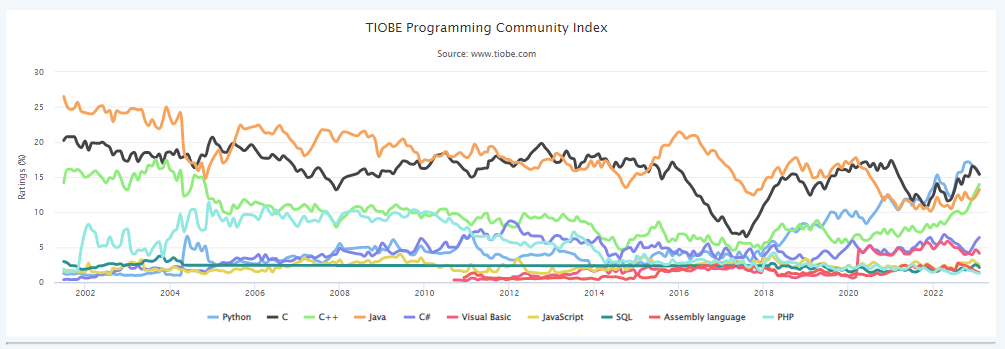 TIOBE Programming Community Index
Source: www.tiobe.com
Ratings (%)
30
25
20
15
10
5
0
2002 2004 2006 2008 2010 2012 2014 2016 2018 2020 2022
Python C C++ Java C# Visual Basic JavaScript SQL Assembly language PHP